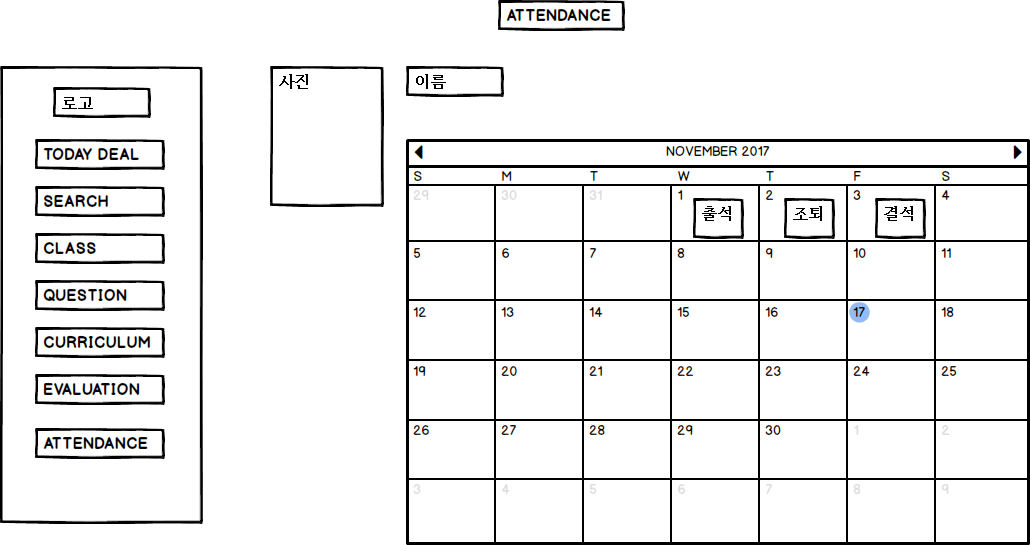 ATTENDANCE
로고
TODAY DEAL
SEARCH
CLASS
QUESTION
CURRICULUM
EVALUATION
ATTENDANCE
사진
이름
NOVEMBER 2017
S M T W T F S
29 30 31 1 출석 2 조퇴 3 결석 4
5 6 7 8 9 10 11
12 13 14 15 16 17 18
19 20 21 22 23 24 25
26 27 28 29 30 1 2
3 4 5 6 7 8 9